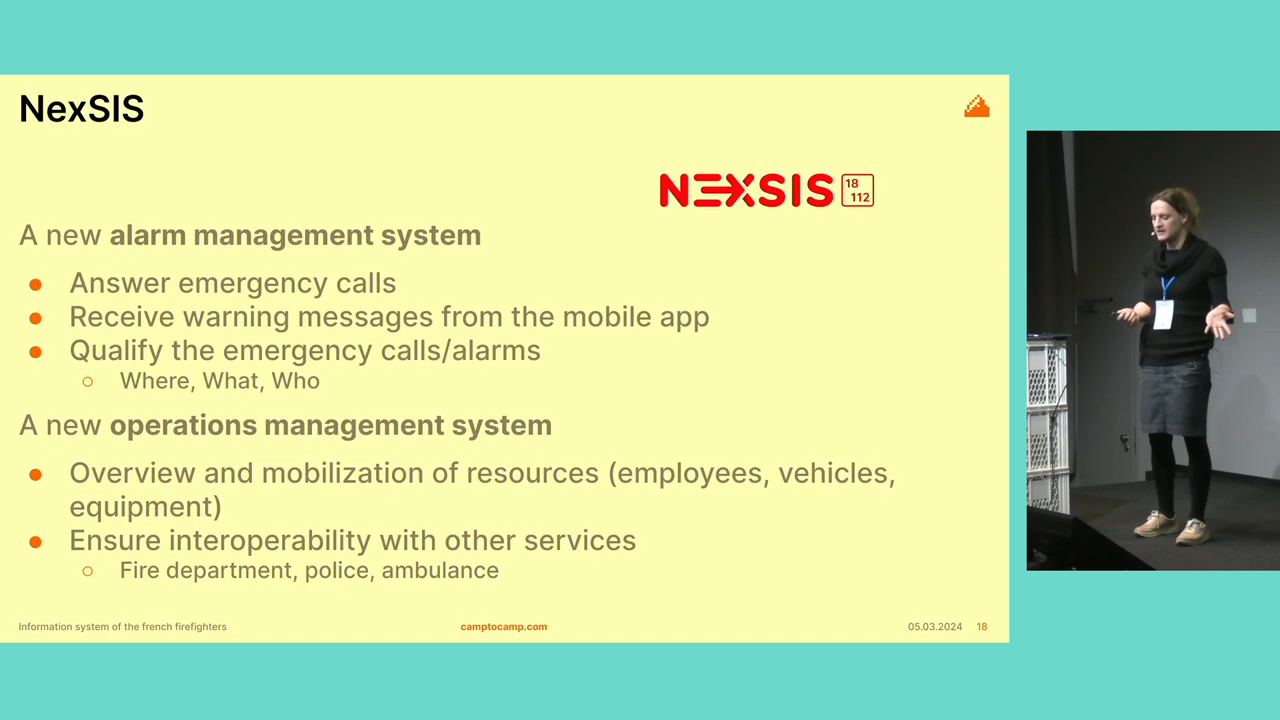 NexSIS
NEXSIS 18 112
A new alarm management system
● Answer emergency calls
● Receive warning messages from the mobile app
● Qualify the emergency calls/alarms
○ Where, What, Who
A new operations management system
● Overview and mobilization of resources (employees, vehicles,
equipment)
● Ensure interoperability with other services
○ Fire department, police, ambulance
Information system of the french firefighters camptocamp.com 05.03.2024 18